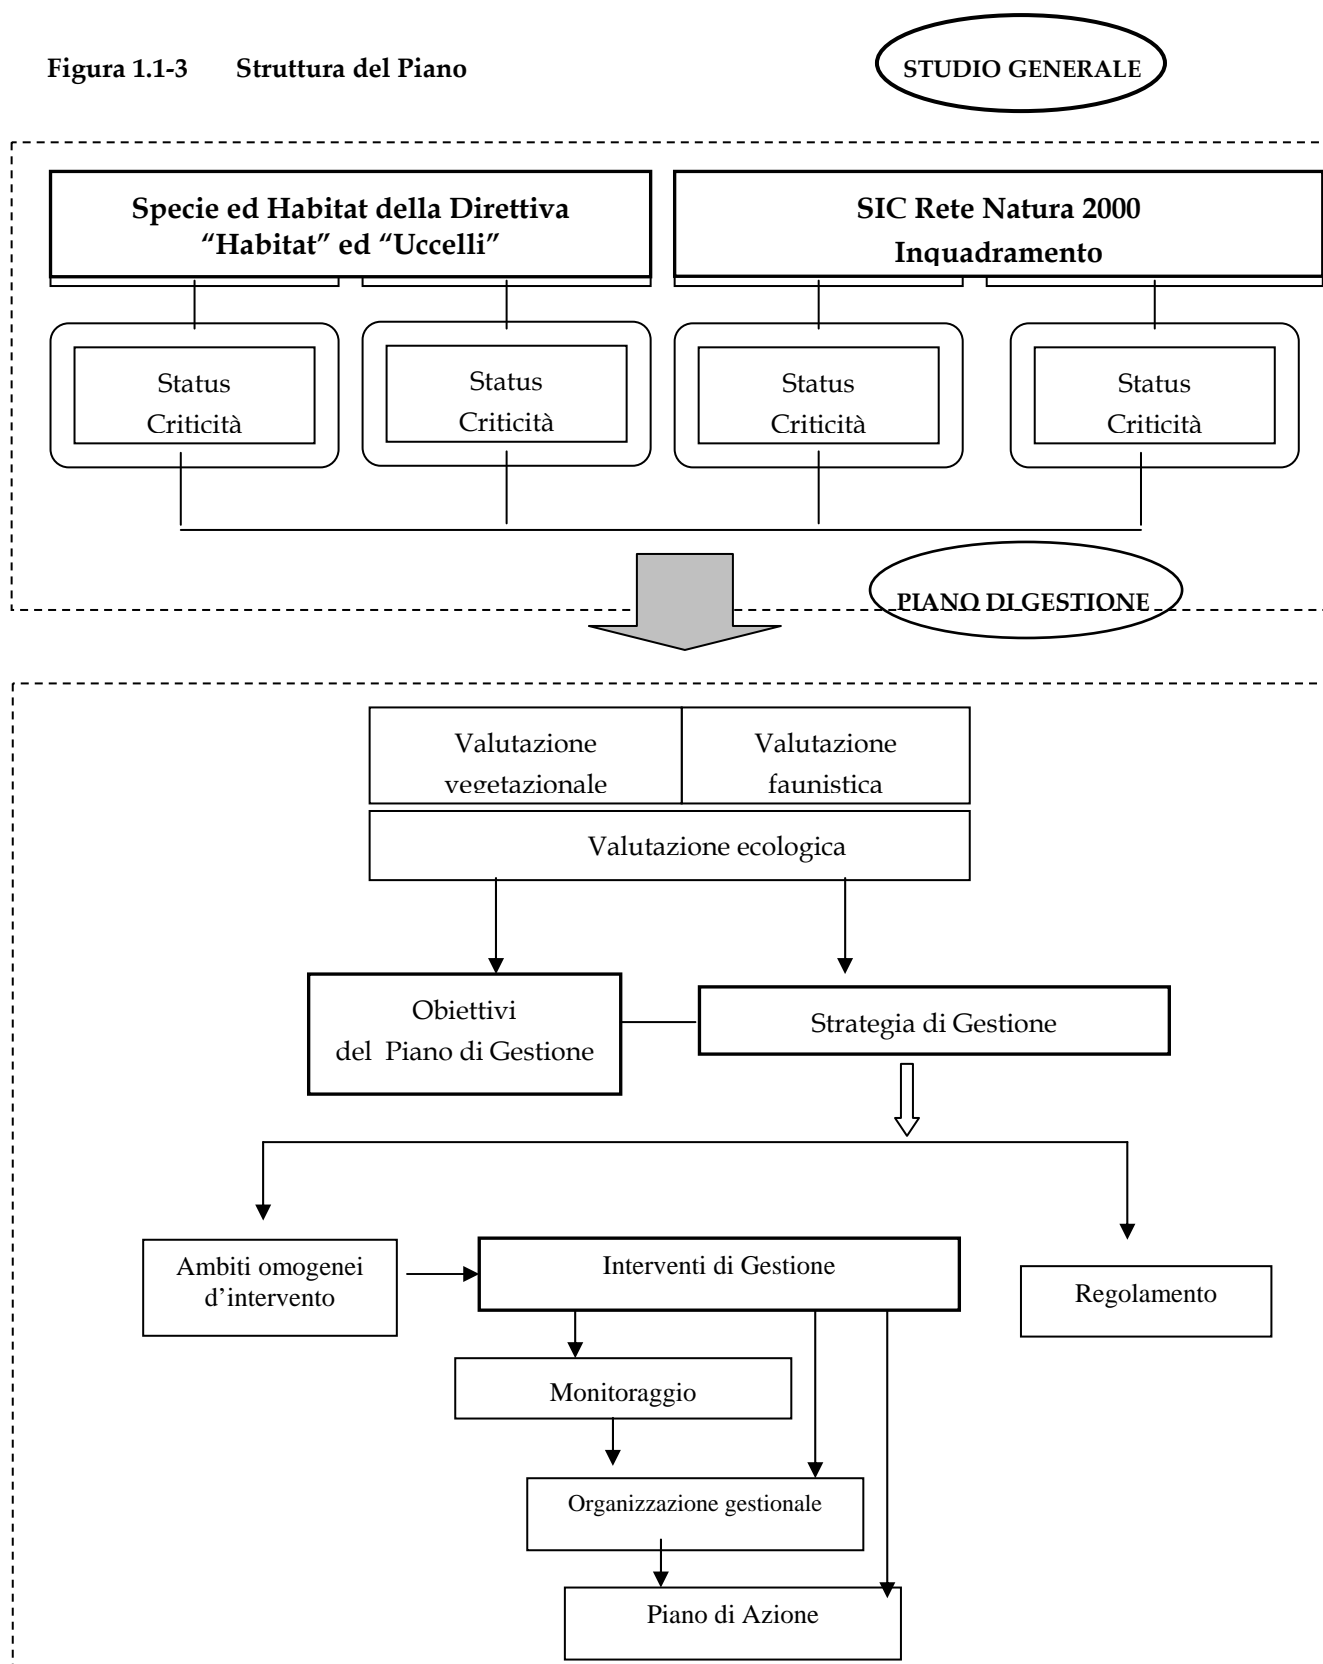 Figura 1.1-3 Struttura del Piano
STUDIO GENERALE
Specie ed Habitat della Direttiva
“Habitat” ed “Uccelli”
SIC Rete Natura 2000
Inquadramento
Status
Criticità
Status
Criticità
Status
Criticità
Status
Criticità
PIANO DI GESTIONE
Valutazione
vegetazionale
Valutazione
faunistica
Valutazione ecologica
Obiettivi
del Piano di Gestione
Strategia di Gestione
Ambiti omogenei
d’intervento
Interventi di Gestione
Regolamento
Monitoraggio
Organizzazione gestionale
Piano di Azione